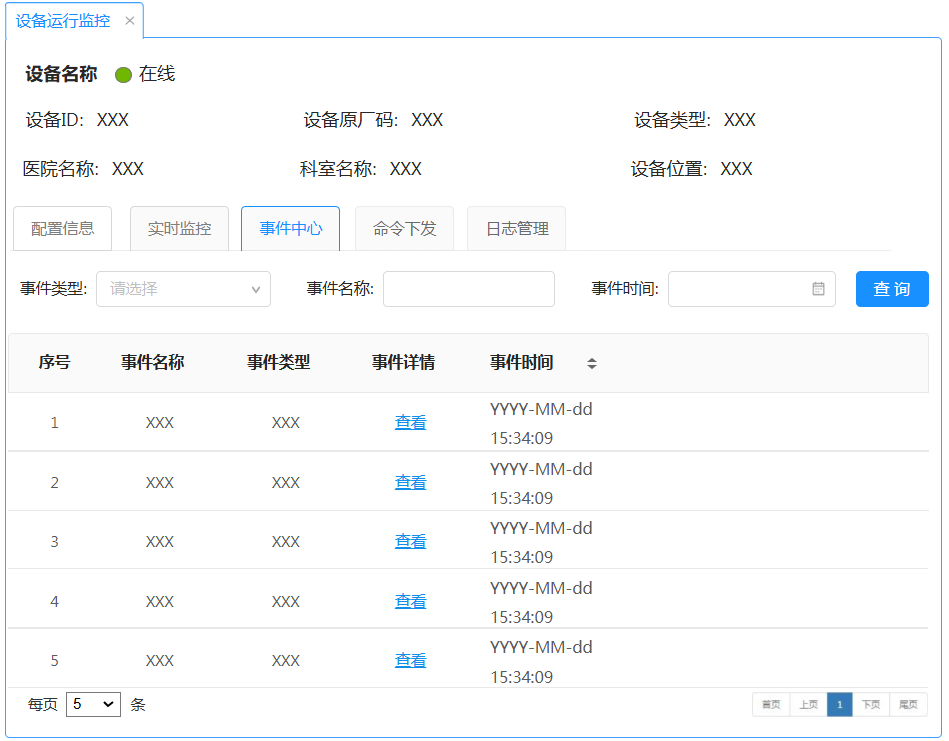 设备运行监控 ×
设备名称 在线
设备ID: XXX 设备原厂码: XXX 设备类型: XXX
医院名称: XXX 科室名称: XXX 设备位置: XXX
配置信息 实时监控 事件中心 命令下发 日志管理
事件类型: 请选择 事件名称: 事件时间: 查 询
序号 事件名称 事件类型 事件详情 事件时间
1 XXX XXX 查看 YYYY-MM-dd
15:34:09
2 XXX XXX 查看 YYYY-MM-dd
15:34:09
3 XXX XXX 查看 YYYY-MM-dd
15:34:09
4 XXX XXX 查看 YYYY-MM-dd
15:34:09
5 XXX XXX 查看 YYYY-MM-dd
15:34:09
每页 5 条 首页 上页 1 下页 尾页